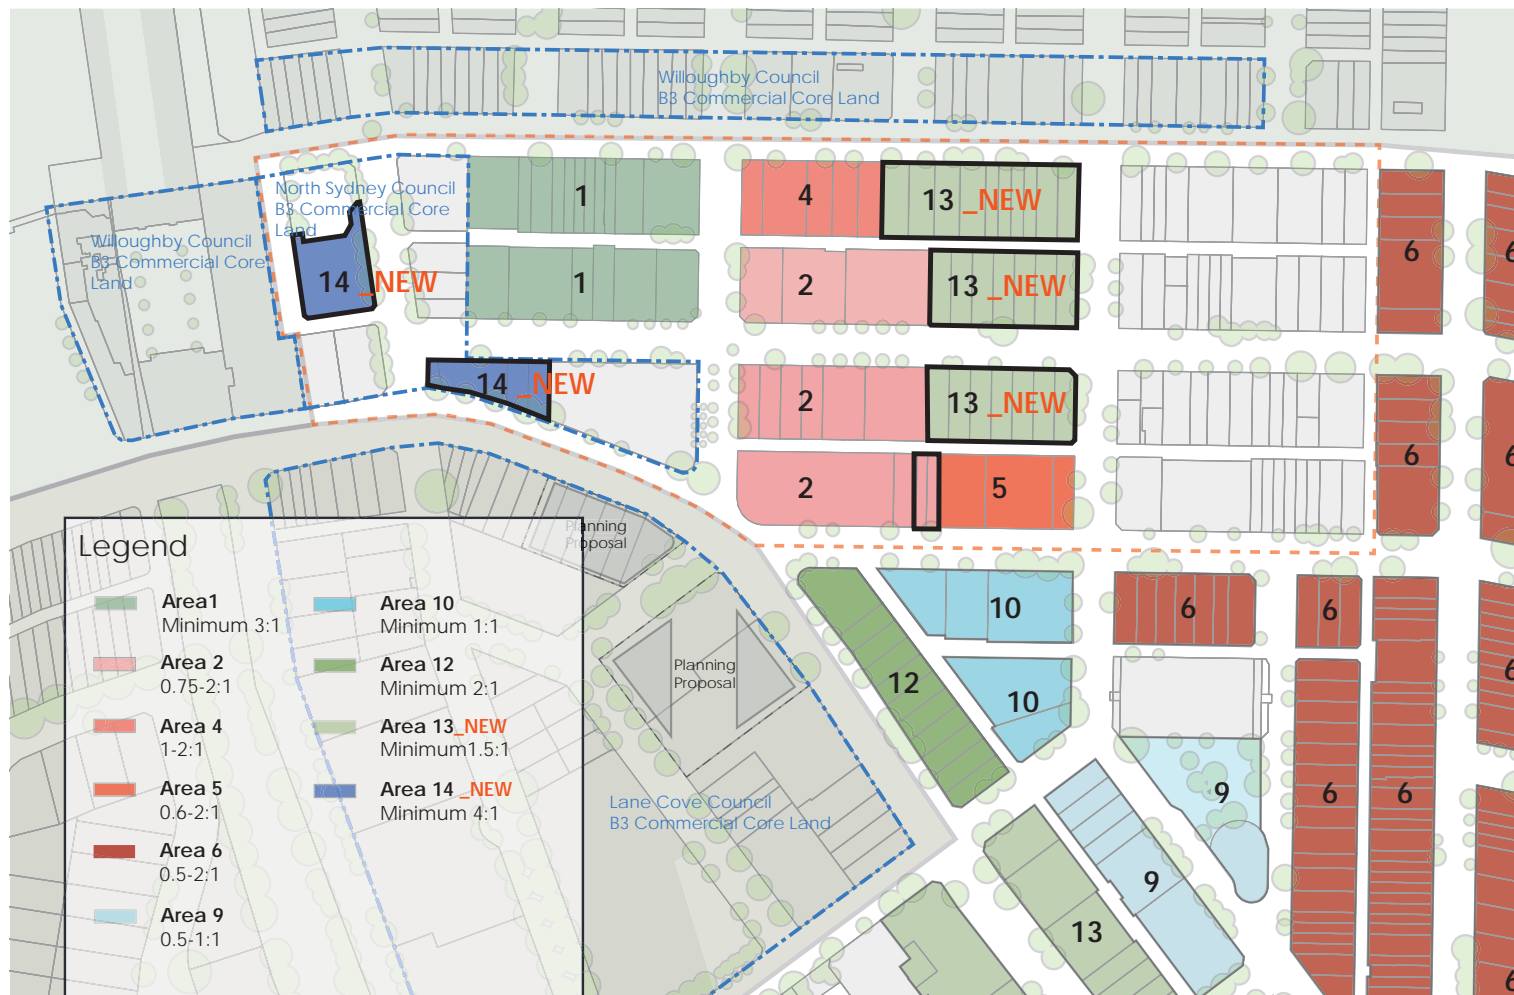 Willoughby Council
B3 Commercial Core Land
North Sydney Council
B3 Commercial Core
Land
Willoughby Council
B3 Commercial Core
Land
1
4
13 _NEW
6
6
14 _NEW
1
2
13 _NEW
14 _NEW
2
13 _NEW
6
6
2
5
Planning
Proposal
10
6
6
12
10
6
Planning
Proposal
9
6
6
Lane Cove Council
B3 Commercial Core Land
9
13
6
Legend
Area1
Minimum 3:1
Area 2
0.75-2:1
Area 4
1-2:1
Area 5
0.6-2:1
Area 6
0.5-2:1
Area 9
0.5-1:1
Area 10
Minimum 1:1
Area 12
Minimum 2:1
Area 13_NEW
Minimum1.5:1
Area 14 _NEW
Minimum 4:1